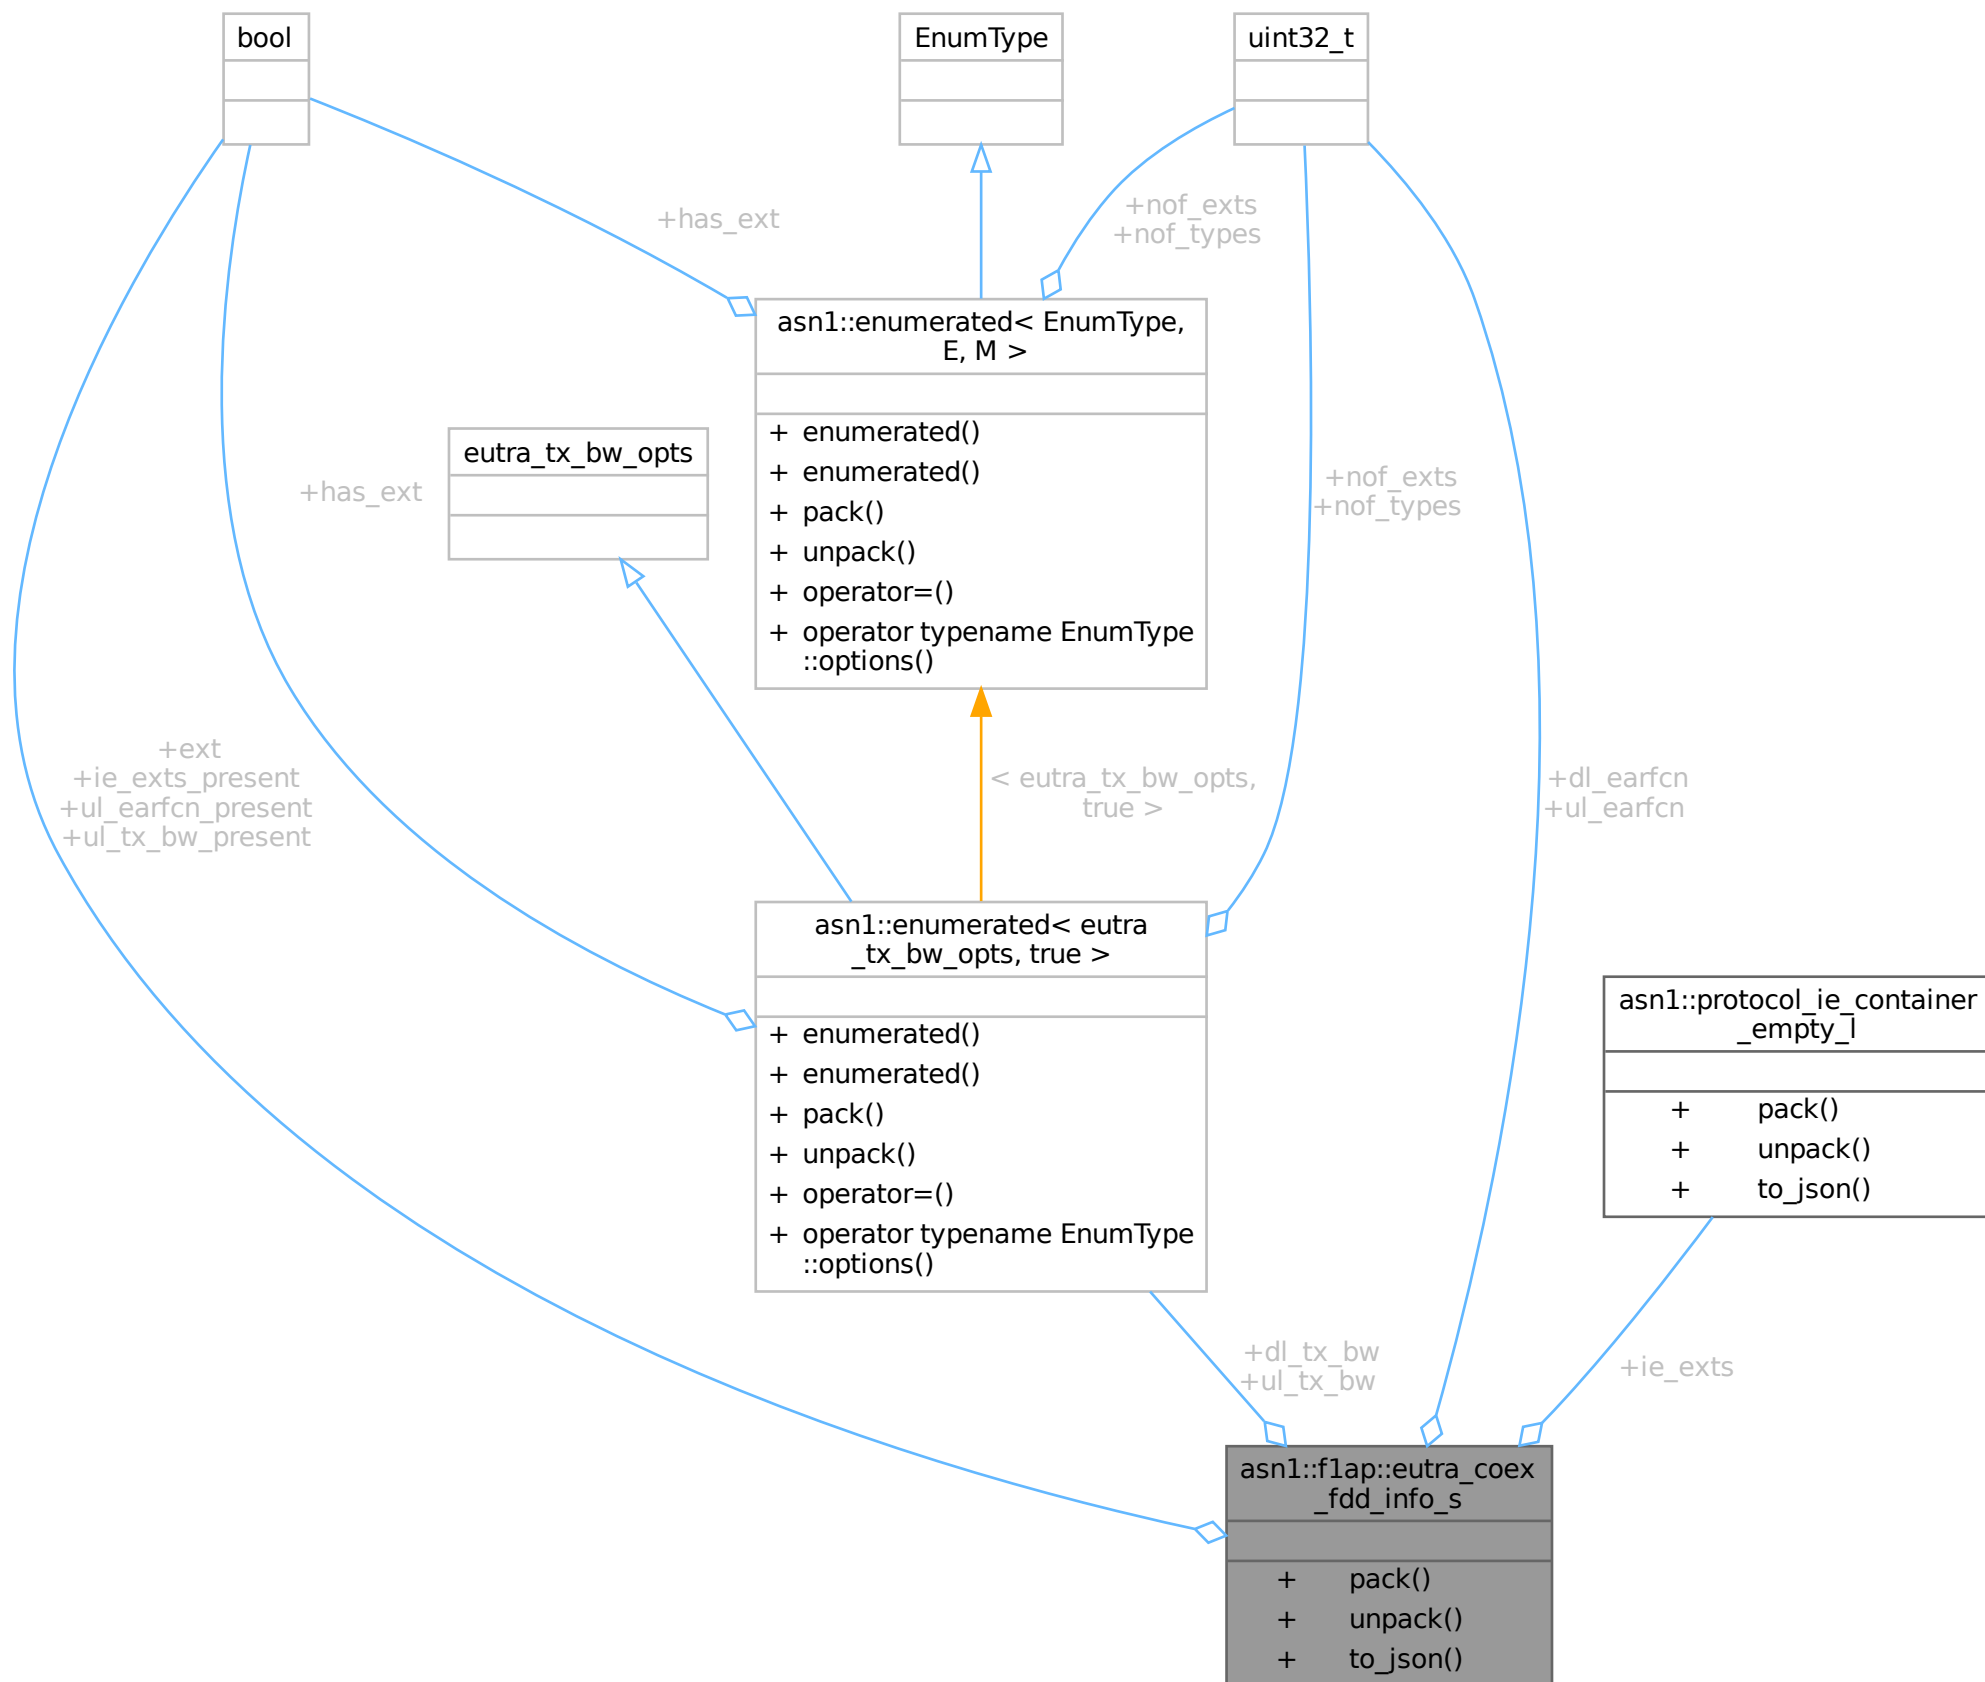 bool
EnumType
uint32_t
+has_ext
+nof_exts
+nof_types
asn1::enumerated< EnumType,
E, M >
+ enumerated()
+ enumerated()
+ pack()
+ unpack()
+ operator=()
+ operator typename EnumType
::options()
eutra_tx_bw_opts
+has_ext
+nof_exts
+nof_types
+ext
+ie_exts_present
+ul_earfcn_present
+ul_tx_bw_present
< eutra_tx_bw_opts,
true >
+dl_earfcn
+ul_earfcn
asn1::enumerated< eutra
_tx_bw_opts, true >
+ enumerated()
+ enumerated()
+ pack()
+ unpack()
+ operator=()
+ operator typename EnumType
::options()
asn1::protocol_ie_container
_empty_l
+ pack()
+ unpack()
+ to_json()
+dl_tx_bw
+ul_tx_bw
+ie_exts
asn1::f1ap::eutra_coex
_fdd_info_s
+ pack()
+ unpack()
+ to_json()